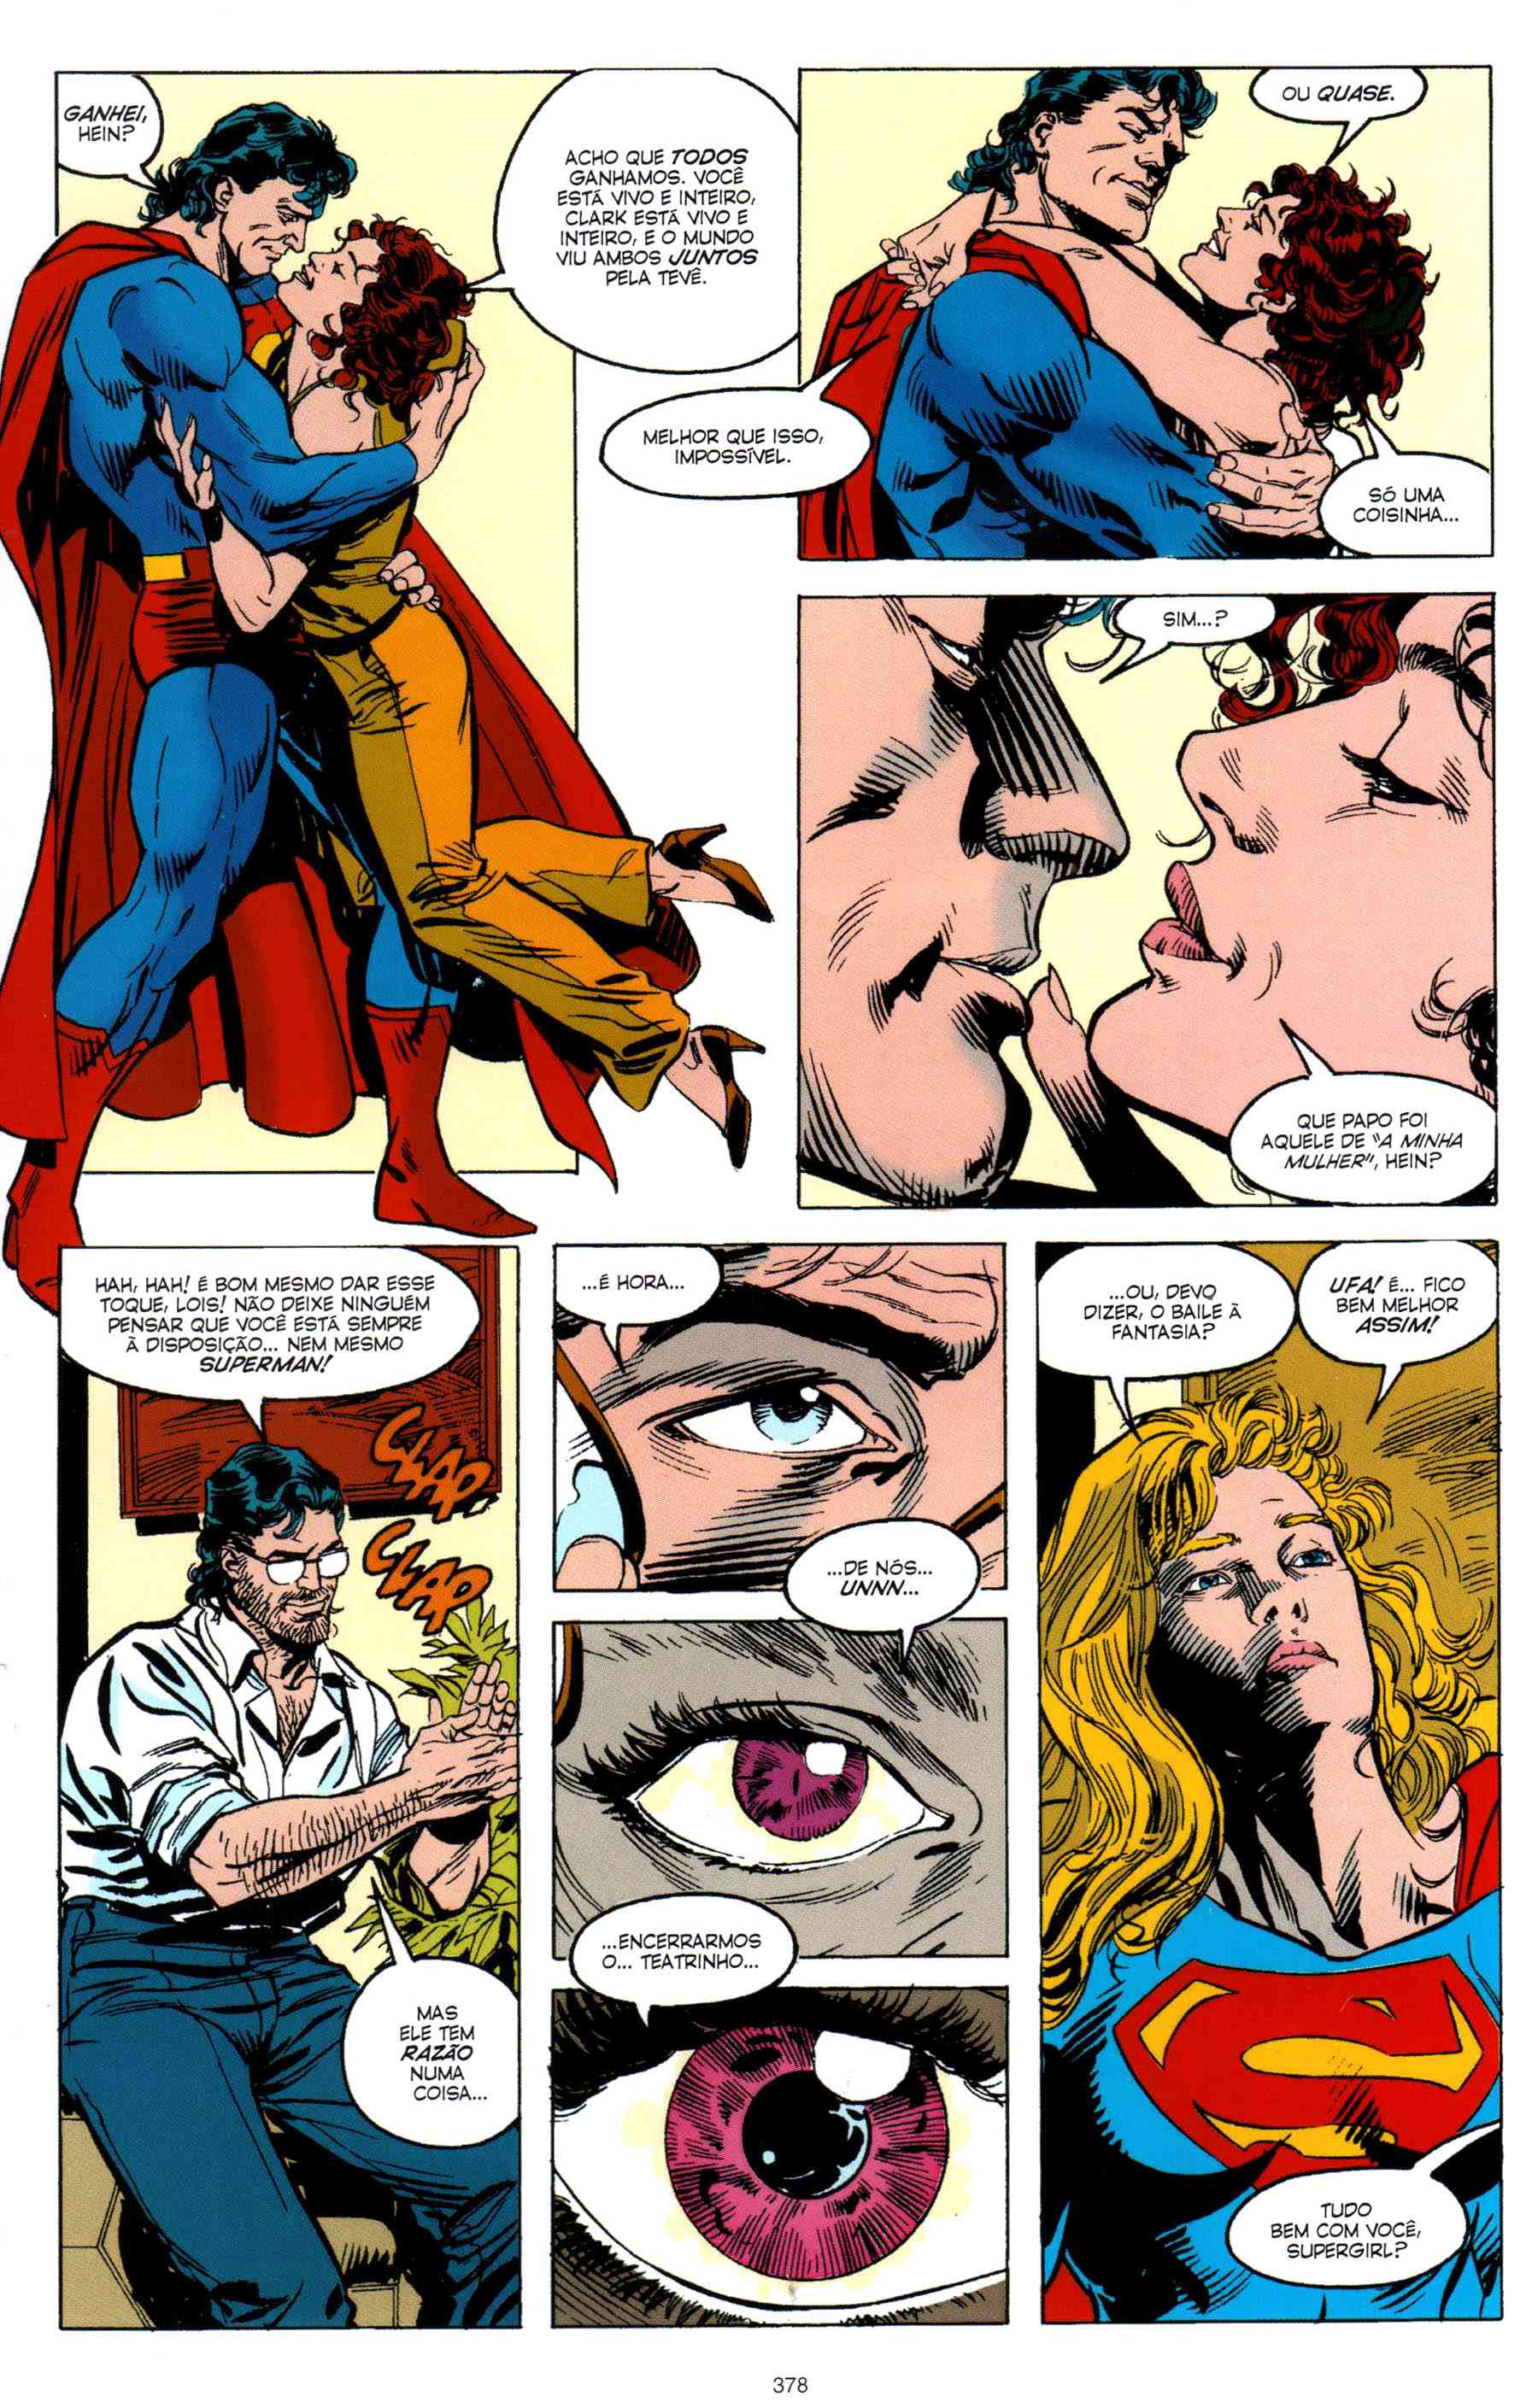 GANHEI,
HEIN?
ACHO QUE TODOS
GANHAMOS. VOCÊ
ESTÁ VIVO E INTEIRO,
CLARK ESTÁ VIVO E
INTEIRO, E O MUNDO
VIU AMBOS JUNTOS
PELA TEVÊ.
MELHOR QUE ISSO,
IMPOSSÍVEL.
OU QUASE.
SÓ UMA
COISINHA...
SIM...?
QUE PAPO FOI
AQUELE DE "A MINHA
MULHER", HEIN?
HAH, HAH! É BOM MESMO DAR ESSE
TOQUE, LOIS! NÃO DEIXE NINGUÉM
PENSAR QUE VOCÊ ESTÁ SEMPRE
À DISPOSIÇÃO... NEM MESMO
SUPERMAN!
CLAP
CLAP
MAS
ELE TEM
RAZÃO
NUMA
COISA...
...É HORA...
...DE NÓS...
UNNN...
...ENCERRARMOS
O... TEATRINHO...
...OU, DEVO
DIZER, O BAILE À
FANTASIA?
UFA! É... FICO
BEM MELHOR
ASSIM!
TUDO
BEM COM VOCÊ,
SUPERGIRL?
378